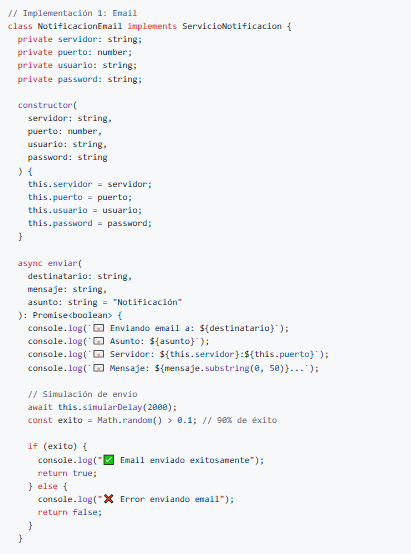 // Implementación 1: Email
class NotificacionEmail implements ServicioNotificacion {
  private servidor: string;
  private puerto: number;
  private usuario: string;
  private password: string;

  constructor(
    servidor: string,
    puerto: number,
    usuario: string,
    password: string
  ) {
    this.servidor = servidor;
    this.puerto = puerto;
    this.usuario = usuario;
    this.password = password;
  }

  async enviar(
    destinatario: string,
    mensaje: string,
    asunto: string = "Notificación"
  ): Promise<boolean> {
    console.log(`📧 Enviando email a: ${destinatario}`);
    console.log(`📧 Asunto: ${asunto}`);
    console.log(`📧 Servidor: ${this.servidor}:${this.puerto}`);
    console.log(`📧 Mensaje: ${mensaje.substring(0, 50)}...`);

    // Simulación de envío
    await this.simularDelay(2000);
    const exito = Math.random() > 0.1; // 90% de éxito

    if (exito) {
      console.log("✅ Email enviado exitosamente");
      return true;
    } else {
      console.log("❌ Error enviando email");
      return false;
    }
  }